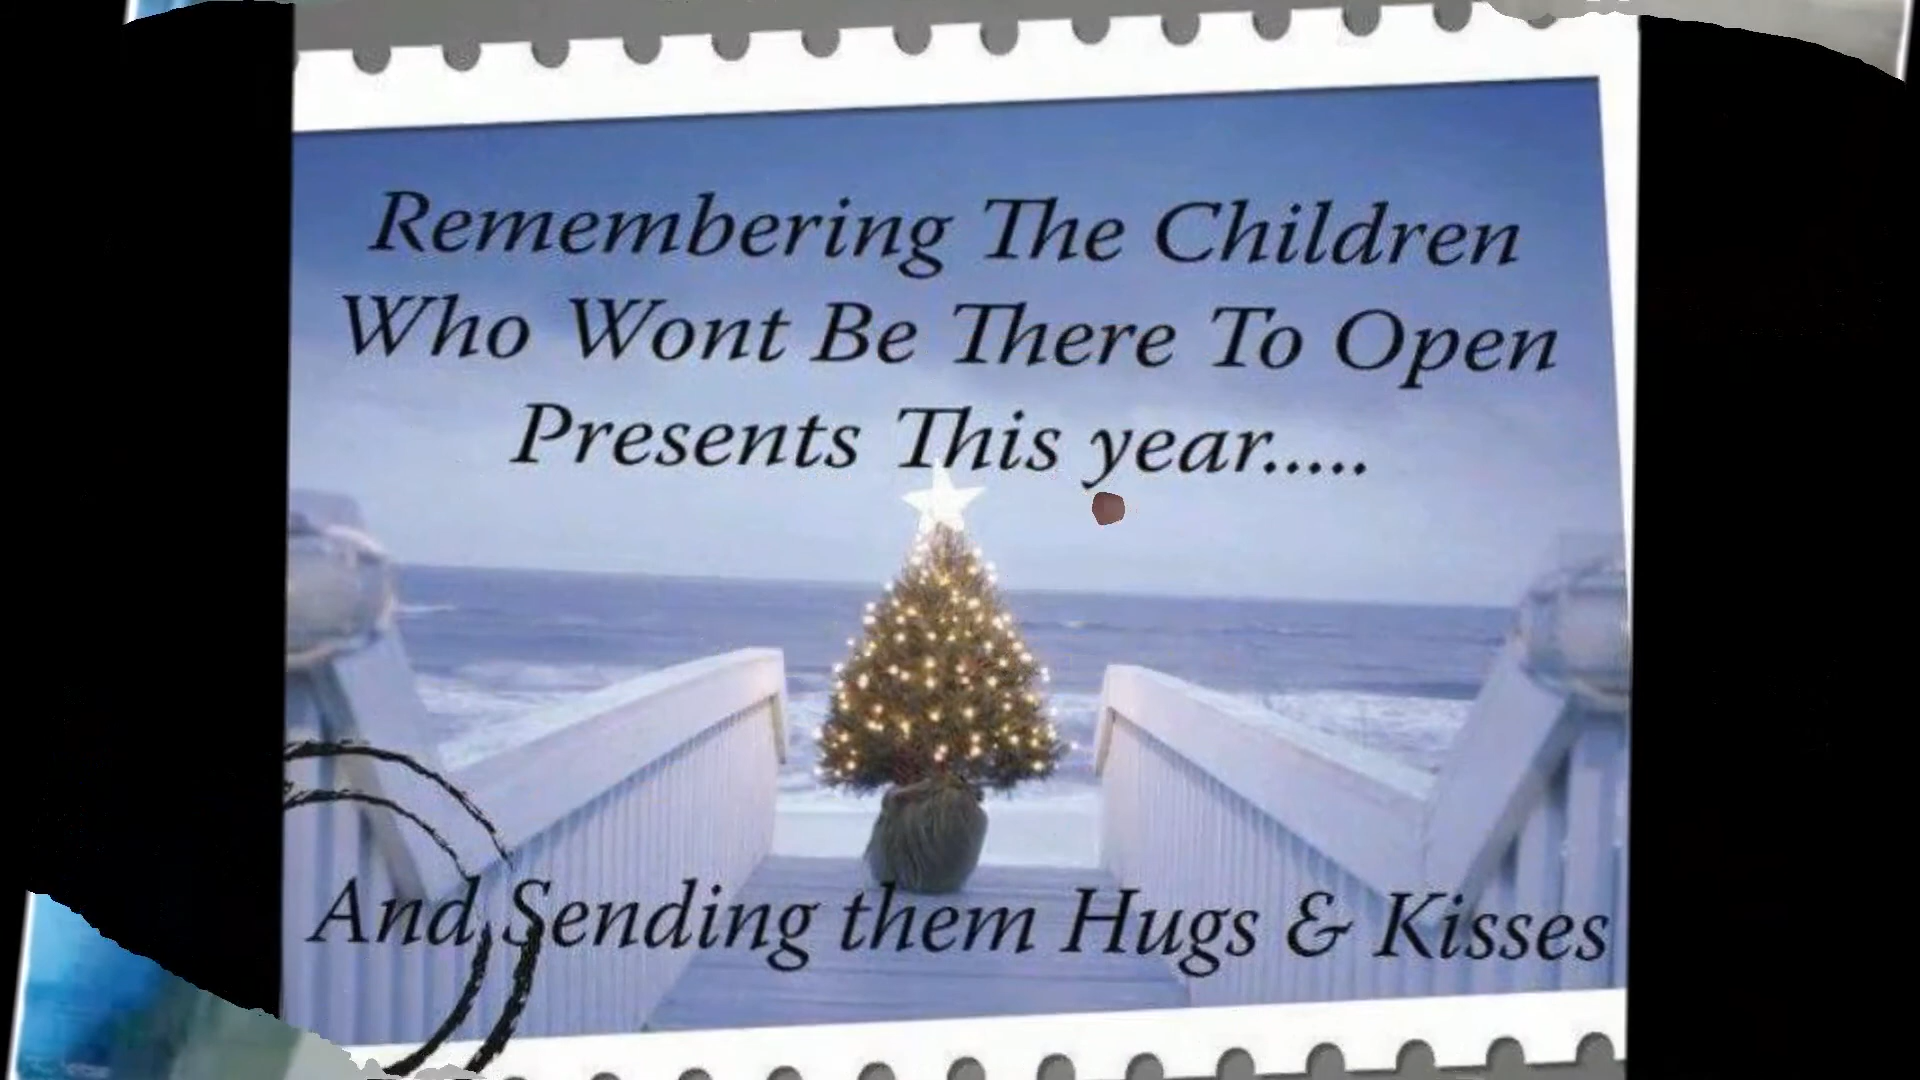 Remembering The Children
Who Wont Be There To Open
Presents This year.....
And Sending them Hugs & Kisses